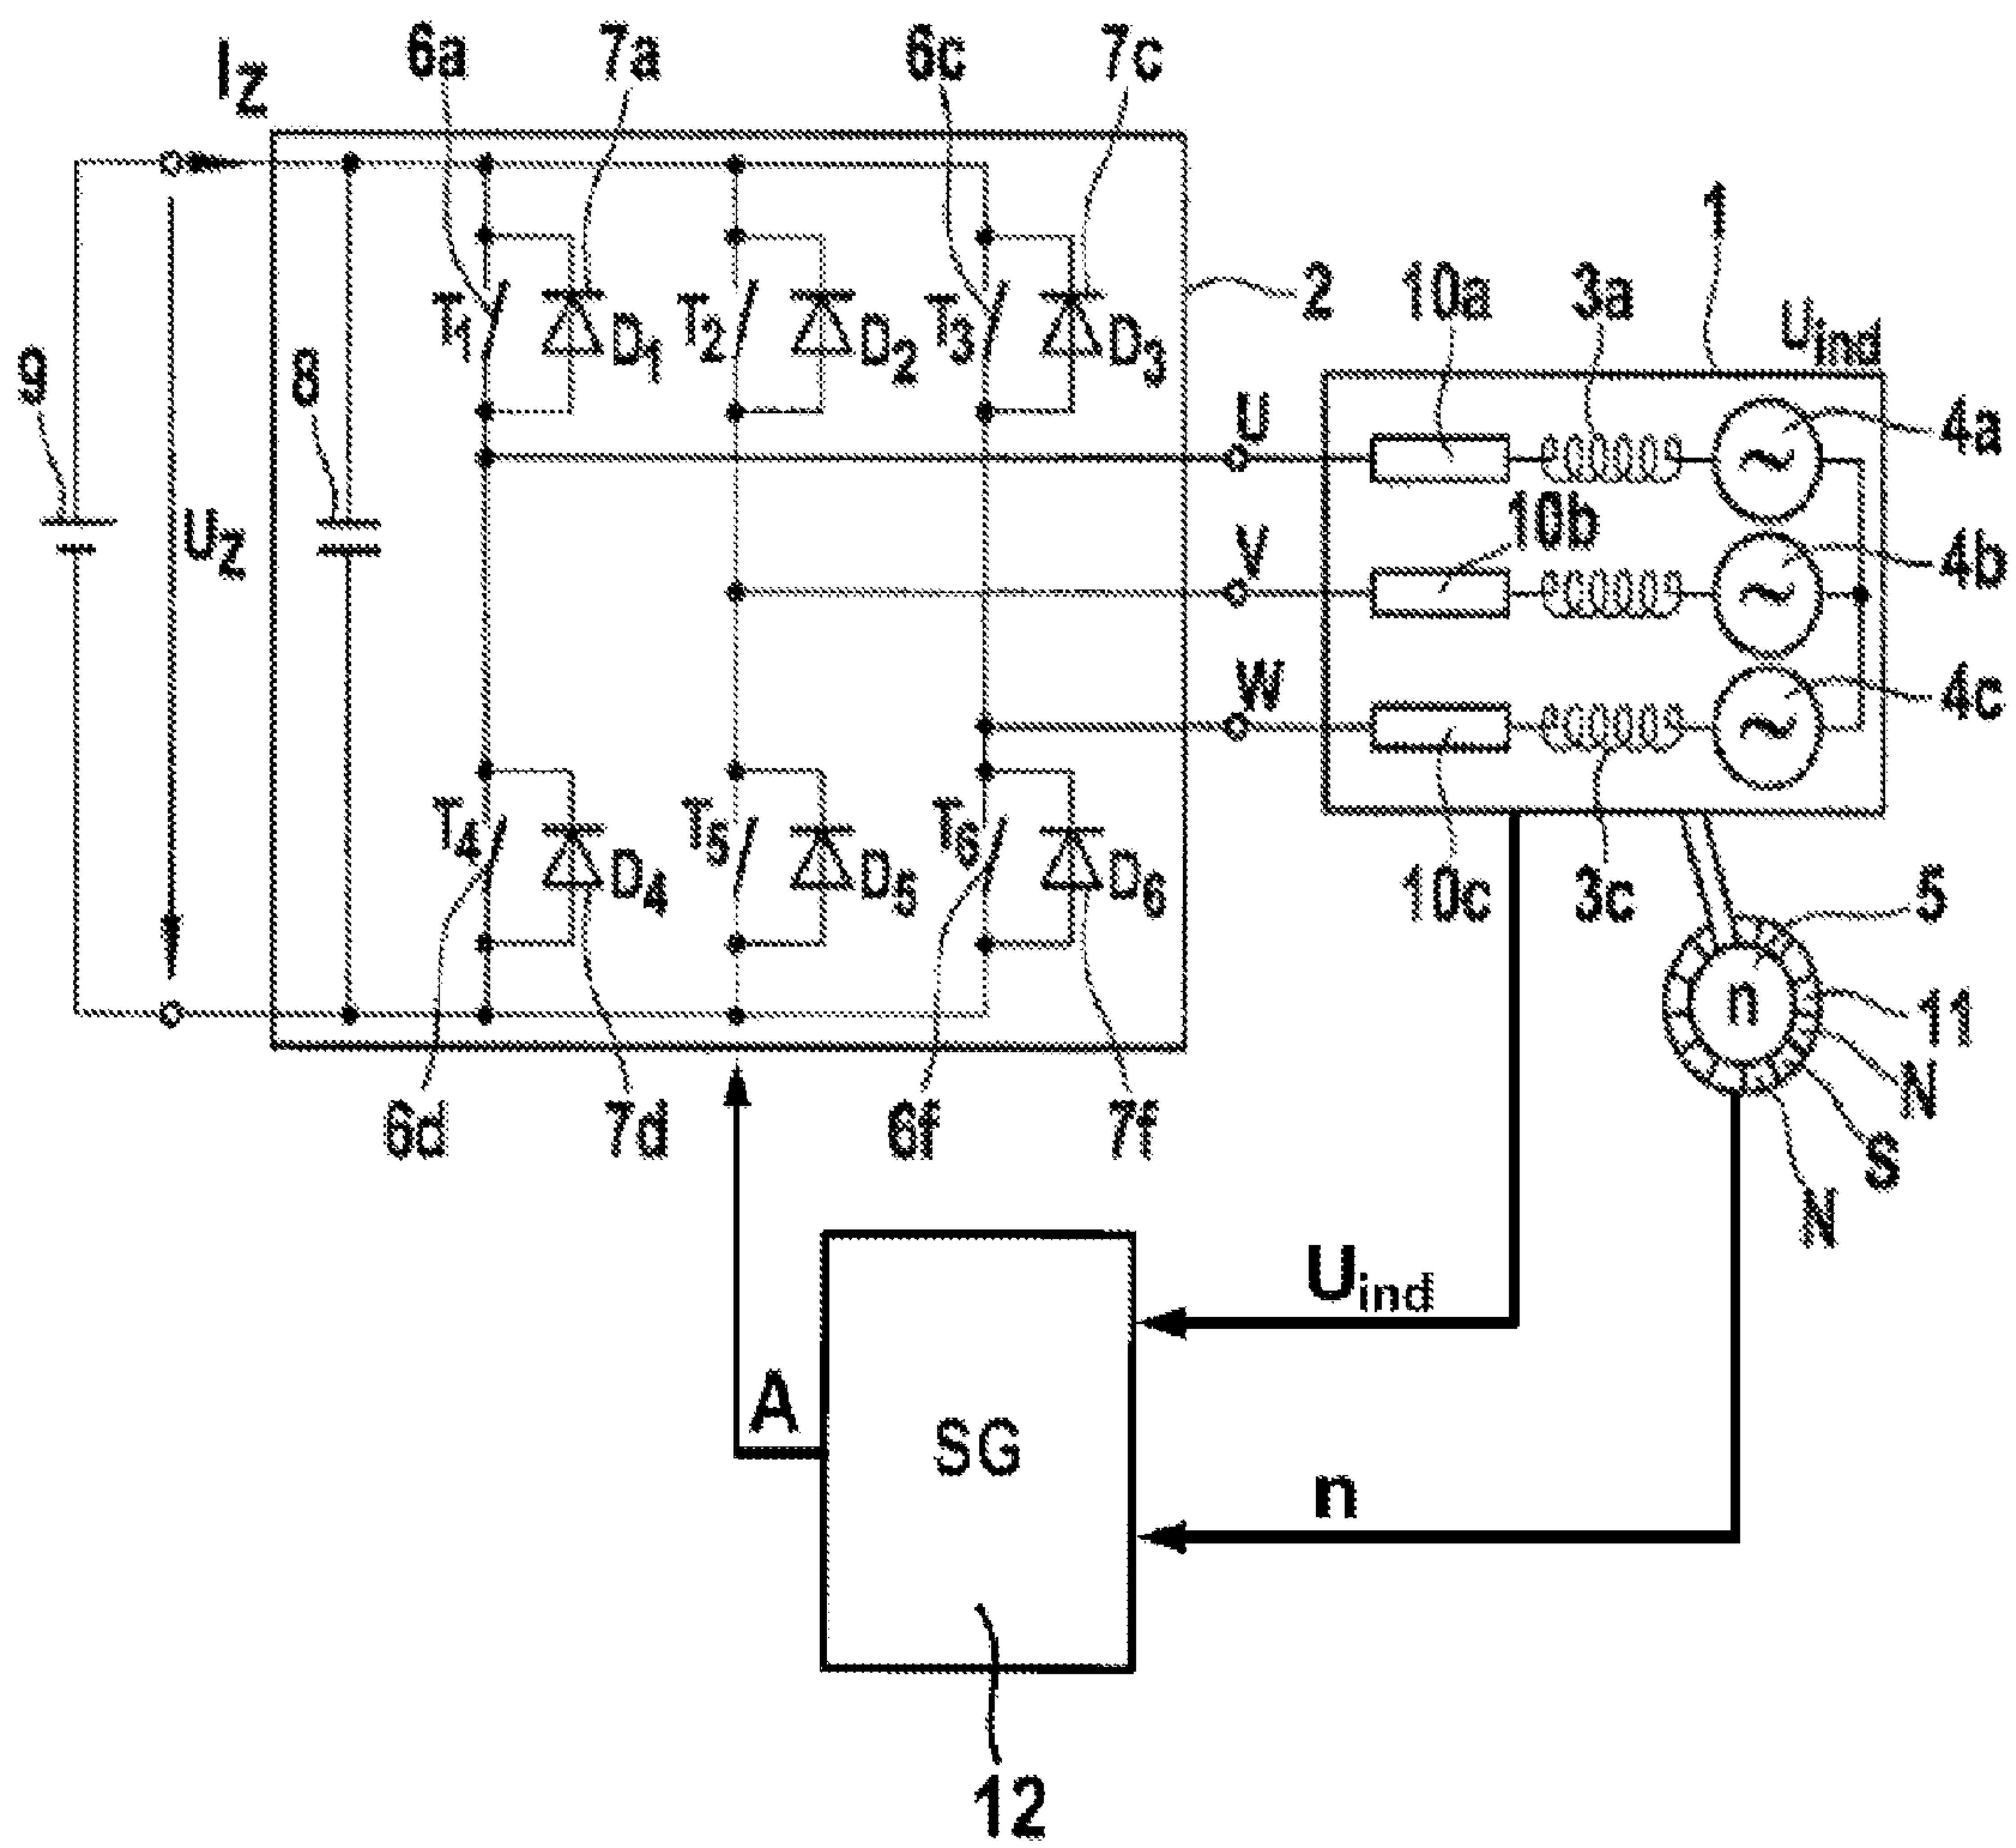 6a 7a 6c 7c
I_Z
1
2 10a 3a U_ind
T_1 D_1 T_2 D_2 T_3 D_3
9 8
U 4a
10b
U_Z V 4b
W 4c
T_4 D_4 T_5 D_5 T_6 D_6
10c 3c 5
n 11
6d 7d 6f 7f N
S
N
U_ind
A SG
n
12